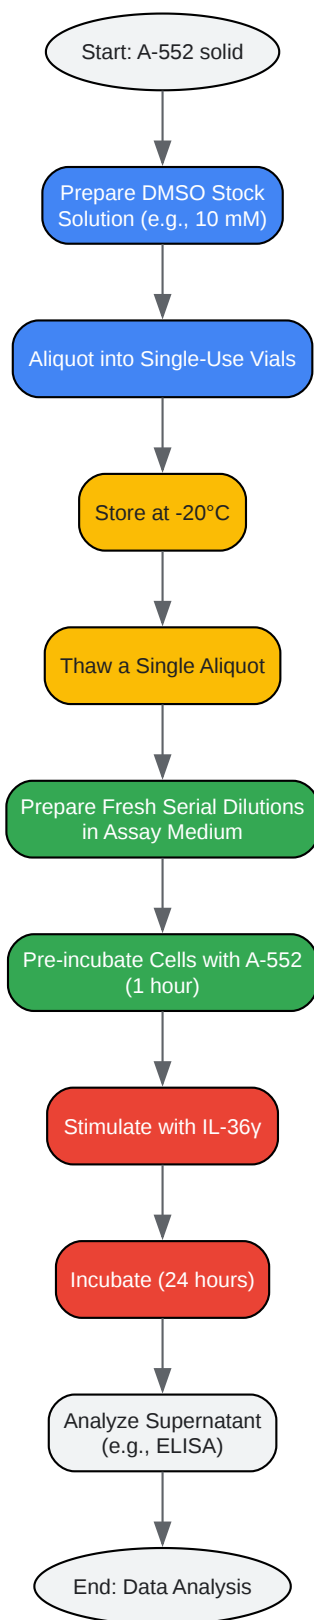 Start: A-552 solid
Prepare DMSO Stock
Solution (e.g., 10 mM)
Aliquot into Single-Use Vials
Store at -20°C
Thaw a Single Aliquot
Prepare Fresh Serial Dilutions
in Assay Medium
Pre-incubate Cells with A-552
(1 hour)
Stimulate with IL-36γ
Incubate (24 hours)
Analyze Supernatant
(e.g., ELISA)
End: Data Analysis